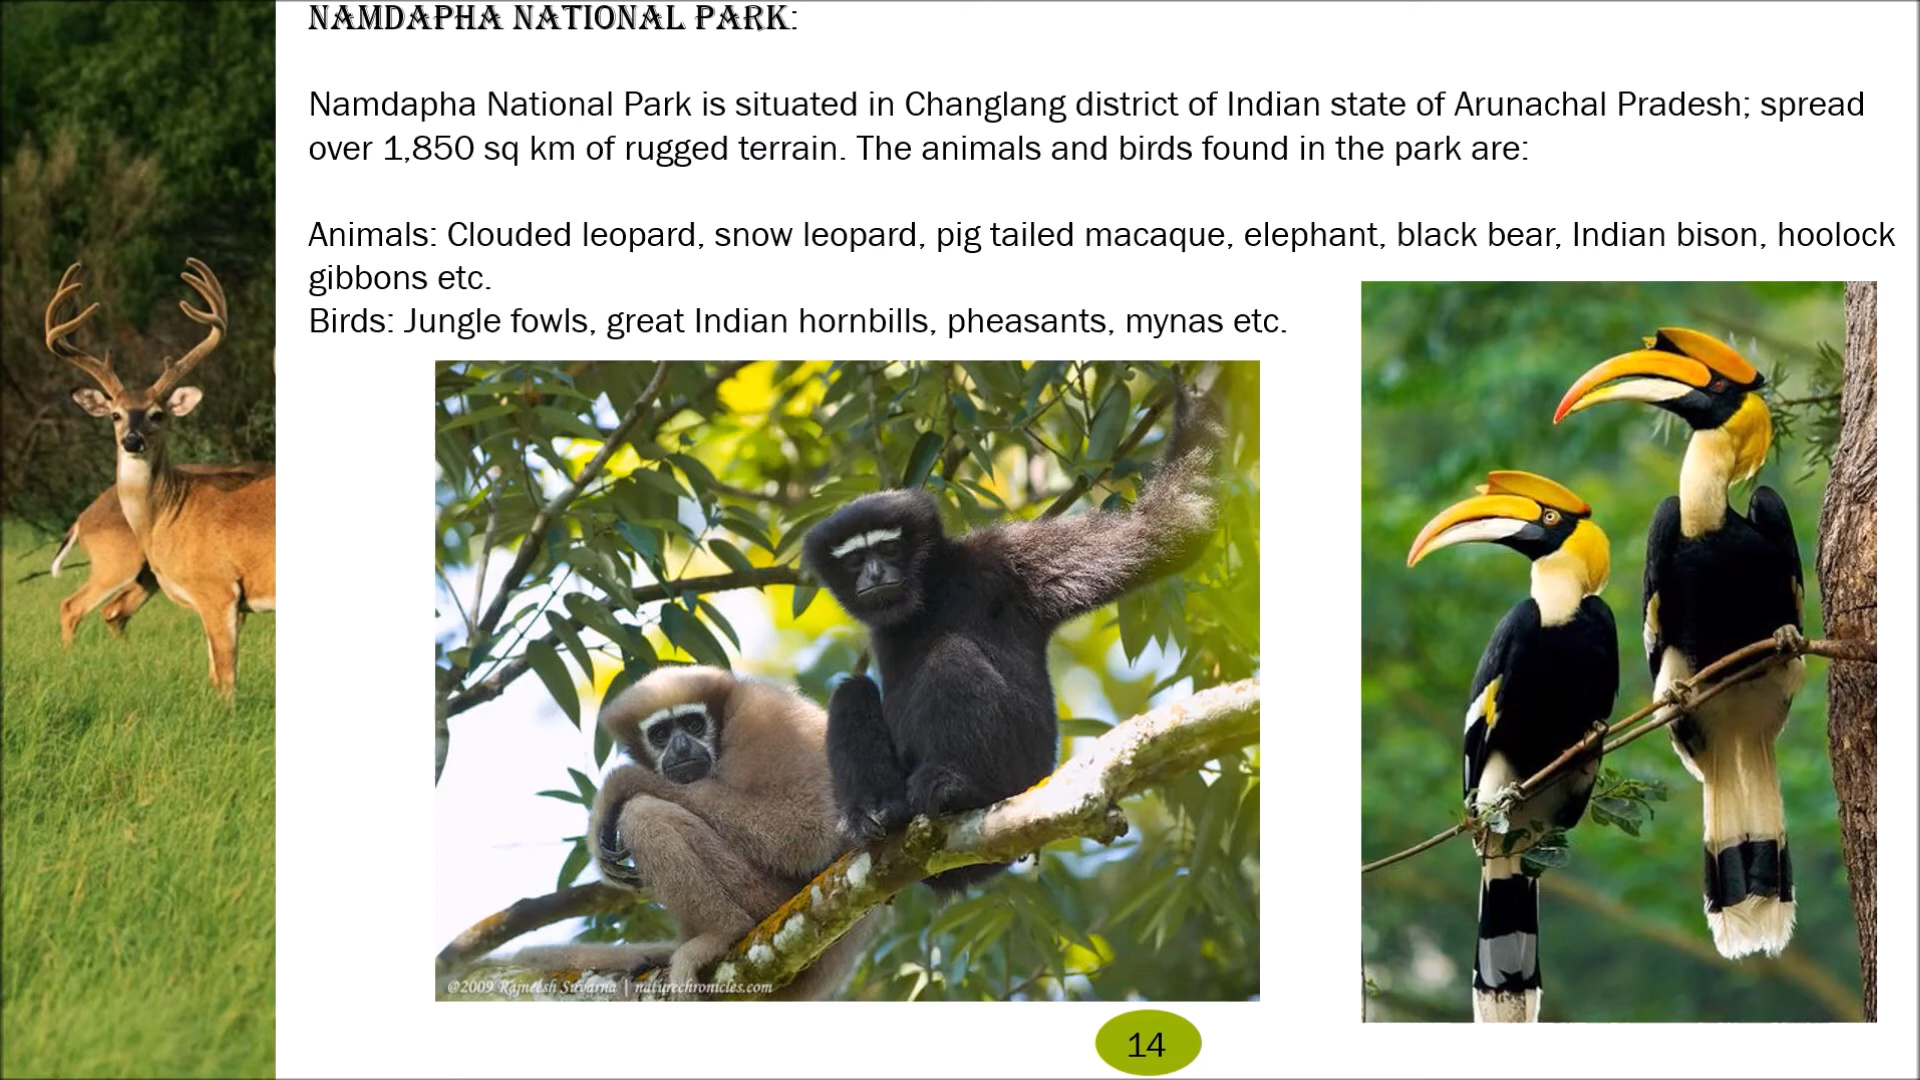 NAMDAPHA NATIONAL PARK:
Namdapha National Park is situated in Changlang district of Indian state of Arunachal Pradesh; spread
over 1,850 sq km of rugged terrain. The animals and birds found in the park are:
Animals: Clouded leopard, snow leopard, pig tailed macaque, elephant, black bear, Indian bison, hoolock
gibbons etc.
Birds: Jungle fowls, great Indian hornbills, pheasants, mynas etc.
©2009 Rajneesh Suvarna | naturechronicles.com
14